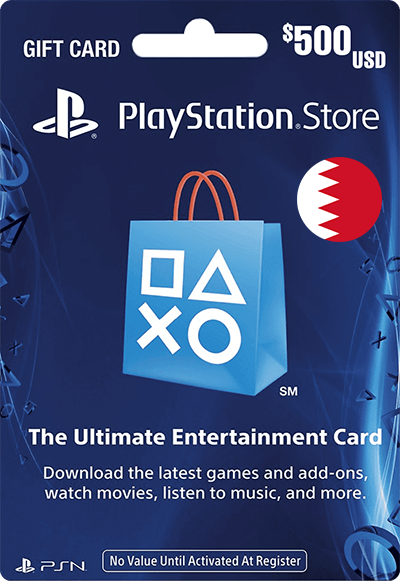 GIFT CARD
$500 USD
PlayStation.Store
SM
The Ultimate Entertainment Card
Download the latest games and add-ons,
watch movies, listen to music, and more.
PSN
No Value Until Activated At Register